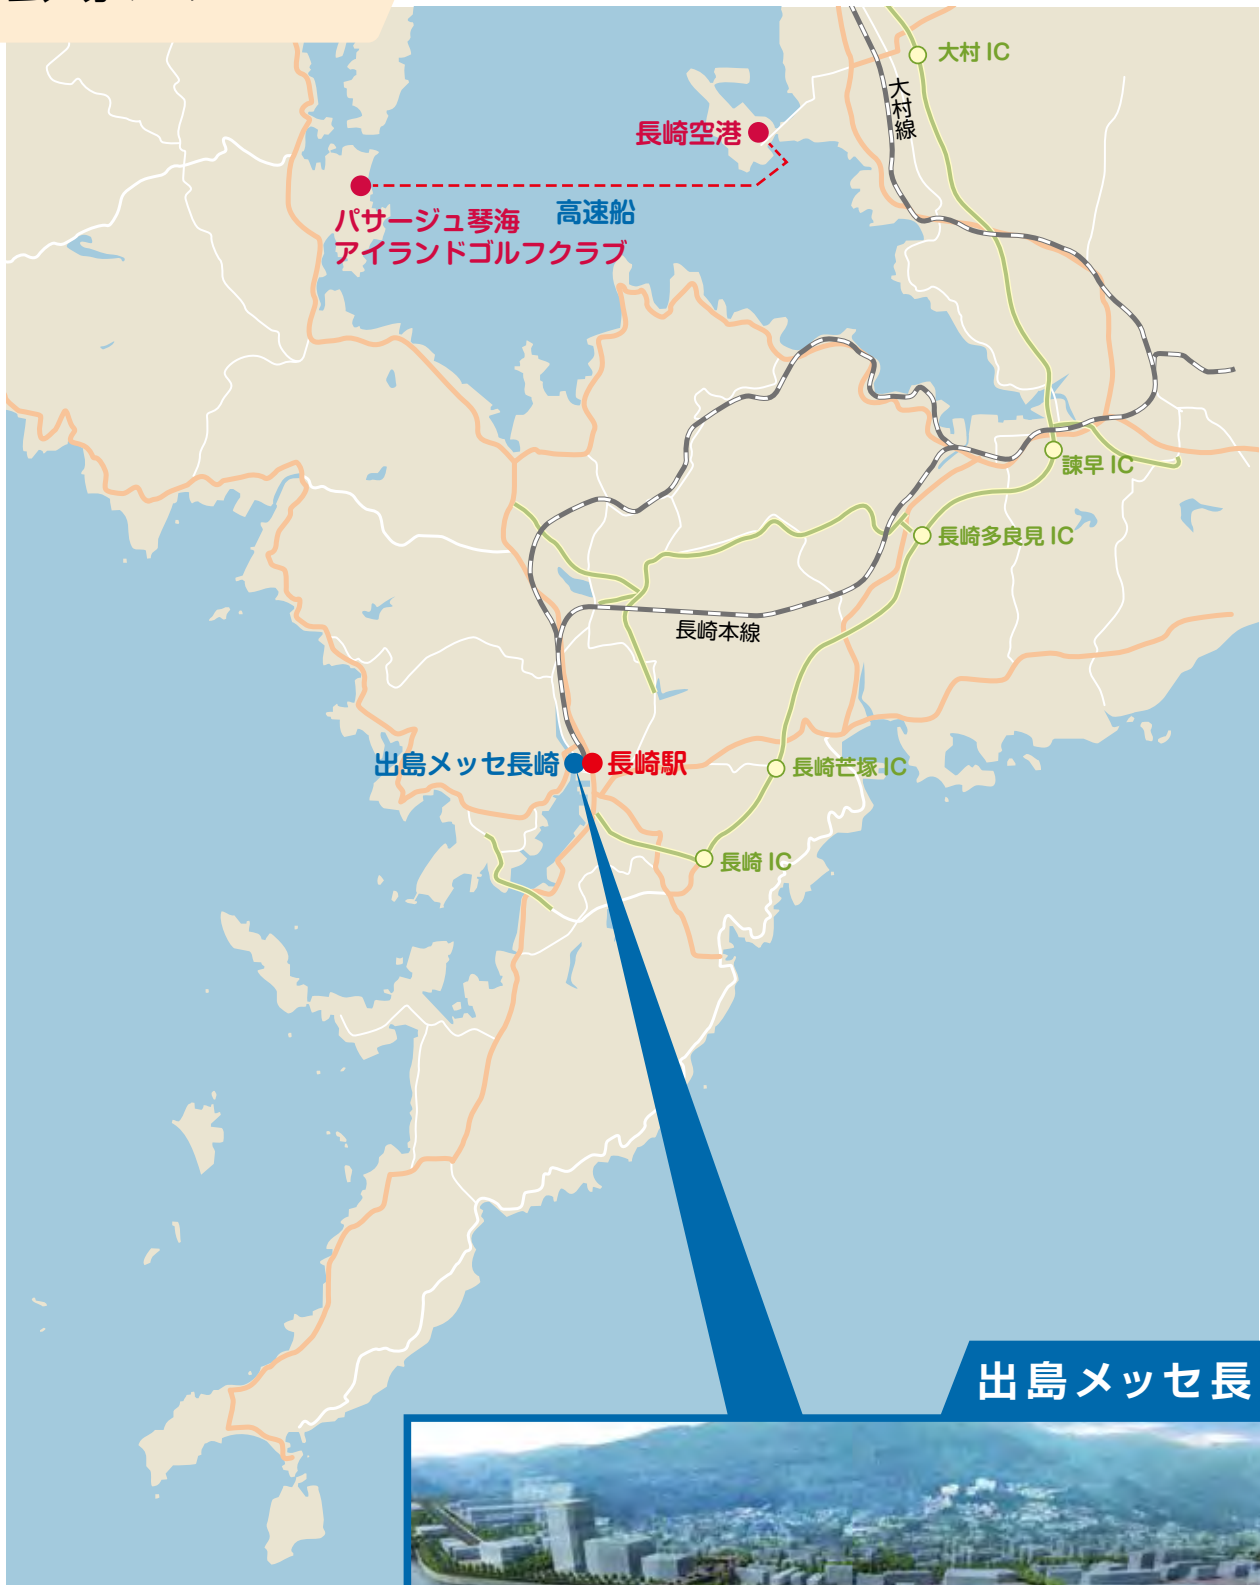 大村 IC
大村線
長崎空港
パサージュ琴海
アイランドゴルフクラブ
高速船
諫早 IC
長崎多良見 IC
長崎本線
出島メッセ長崎
長崎駅
長崎芒塚 IC
長崎 IC
出島メッセ長